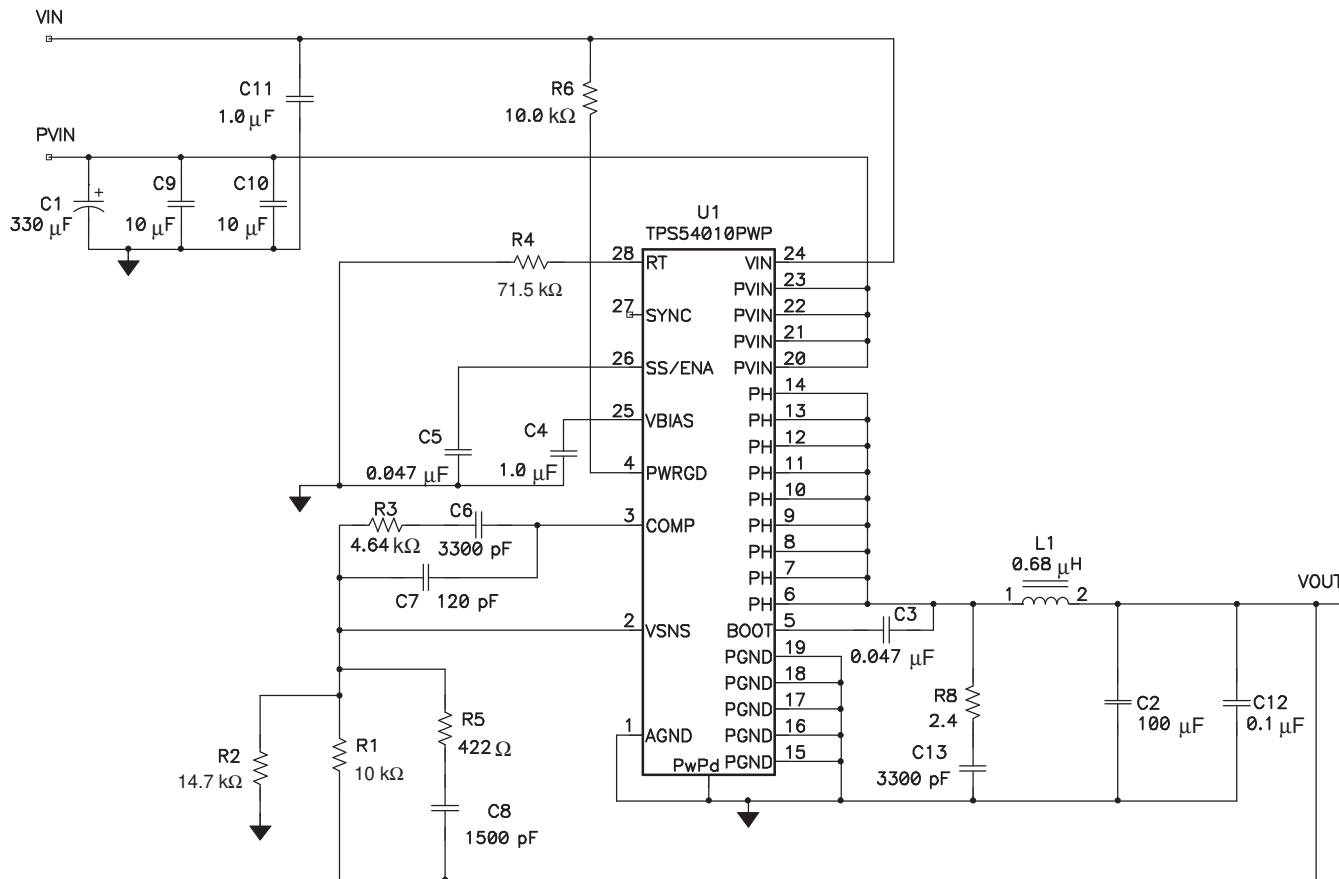 VIN
C11
1.0 μF
R6
10.0 kΩ
PVIN
C1
+
330 μF
C9
10 μF
C10
10 μF
U1
TPS54010PWP
R4
71.5 kΩ
28 RT
27 SYNC
26 SS/ENA
25 VBIAS
4 PWRGD
3 COMP
2 VSNS
1 AGND
VIN 24
PVIN 23
PVIN 22
PVIN 21
PVIN 20
PH 14
PH 13
PH 12
PH 11
PH 10
PH 9
PH 8
PH 7
PH 6
BOOT 5
PGND 19
PGND 18
PGND 17
PGND 16
PGND 15
PwPd
C5
0.047 μF
C4
1.0 μF
R3
4.64 kΩ
C6
3300 pF
C7 120 pF
R2
14.7 kΩ
R1
10 kΩ
R5
422 Ω
C8
1500 pF
C3
0.047 μF
L1
0.68 μH
1 2
VOUT
R8
2.4
C13
3300 pF
C2
100 μF
C12
0.1 μF